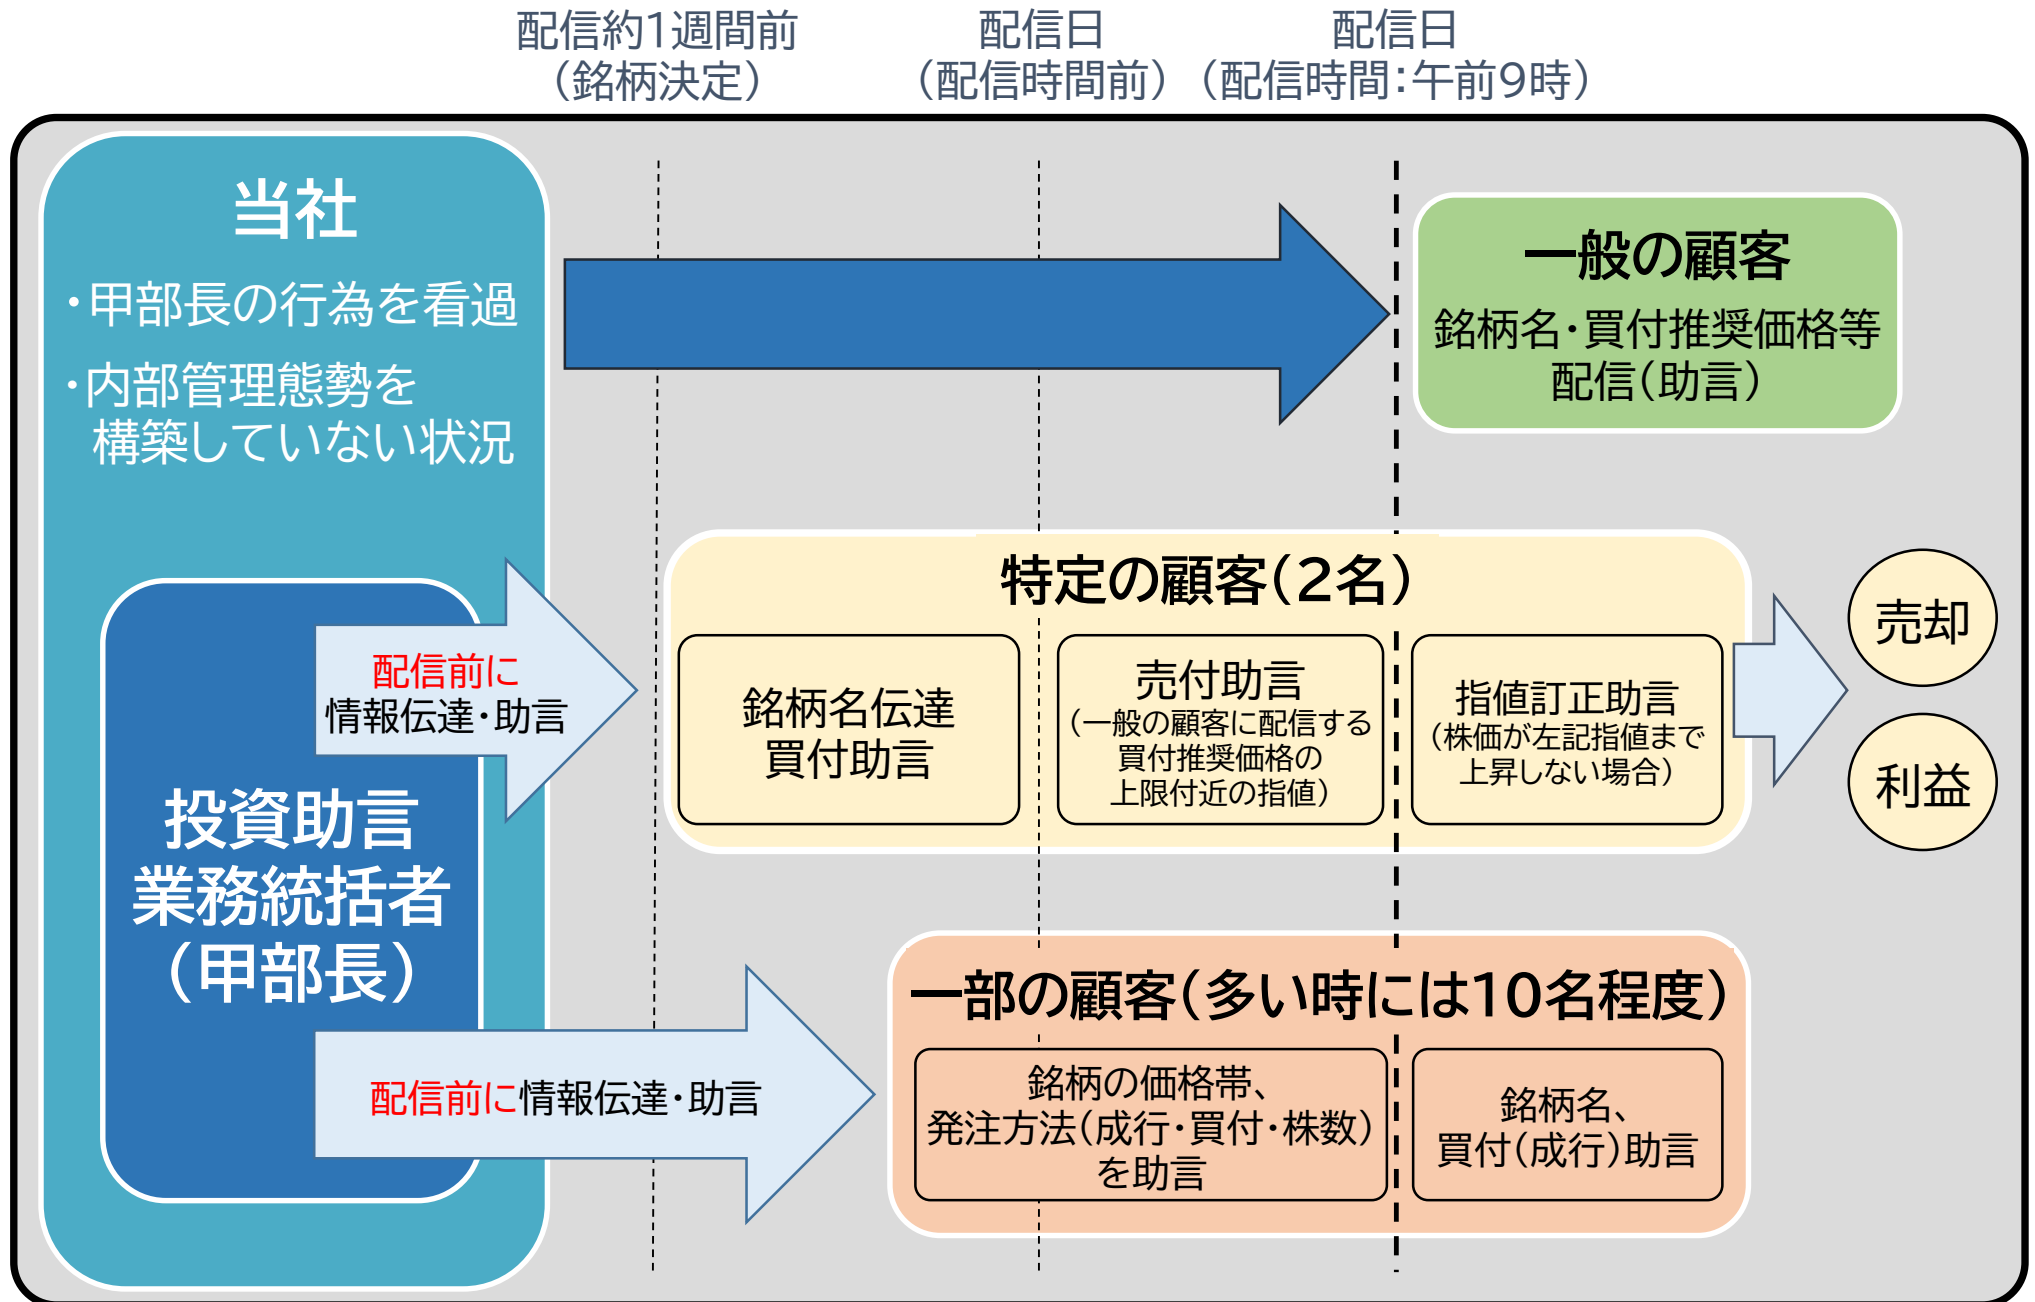 配信約1週間前
（銘柄決定）
配信日
（配信時間前）
配信日
（配信時間：午前9時）
当社
・甲部長の行為を看過
・内部管理態勢を
構築していない状況
一般の顧客
銘柄名・買付推奨価格等
配信（助言）
特定の顧客（2名）
配信前に
情報伝達・助言
銘柄名伝達
買付助言
売付助言
（一般の顧客に配信する
買付推奨価格の
上限付近の指値）
指値訂正助言
（株価が左記指値まで
上昇しない場合）
売却
利益
投資助言
業務統括者
（甲部長）
一部の顧客（多い時には10名程度）
配信前に情報伝達・助言
銘柄の価格帯、
発注方法（成行・買付・株数）
を助言
銘柄名、
買付（成行）助言